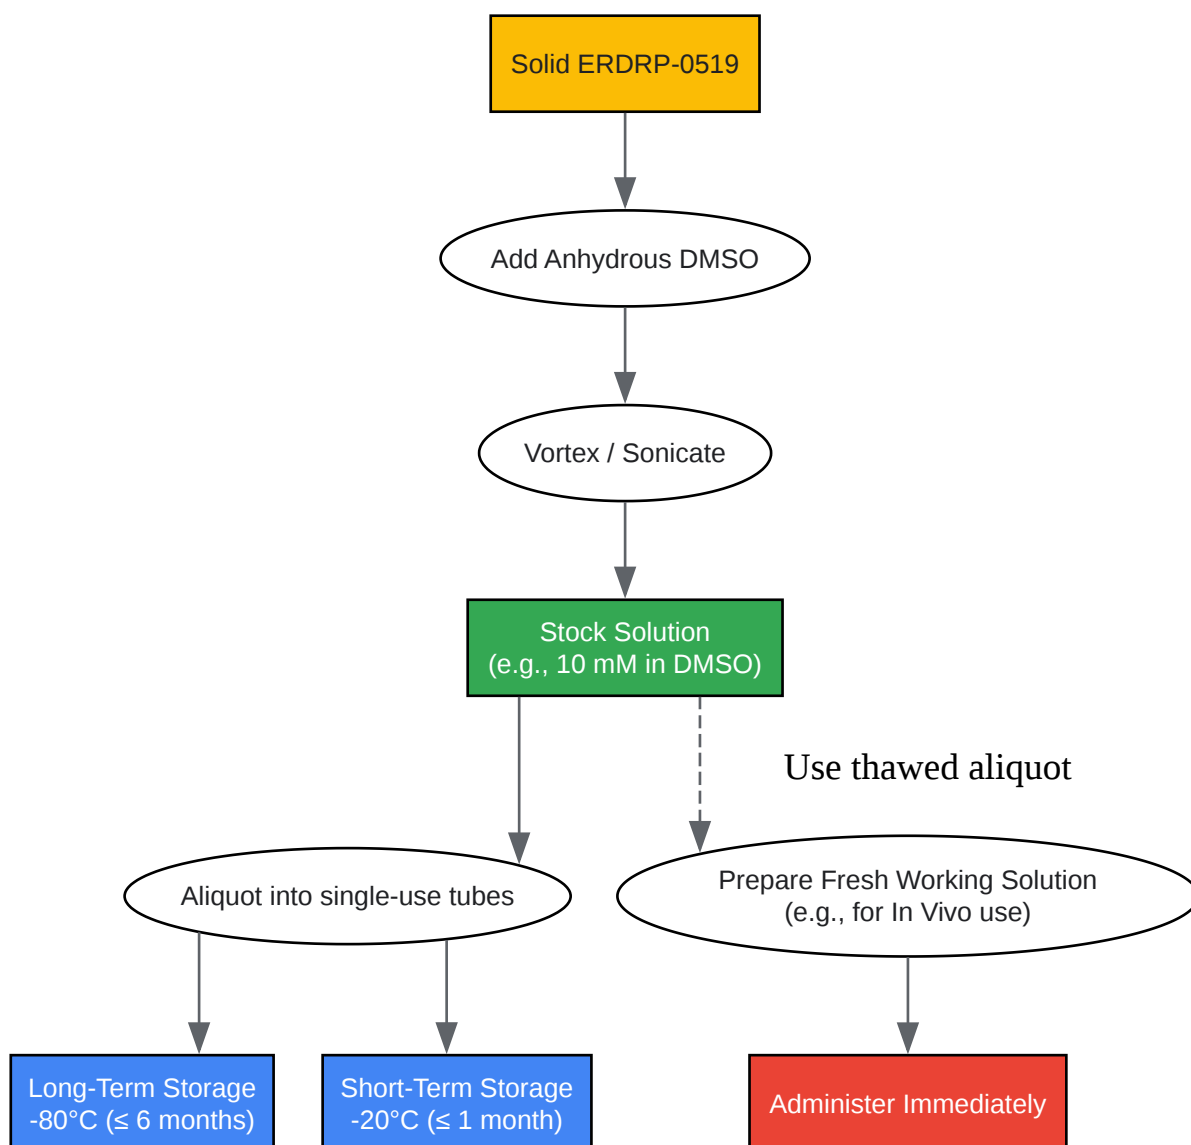 Solid ERDRP-0519
Add Anhydrous DMSO
Vortex / Sonicate
Stock Solution
(e.g., 10 mM in DMSO)
Use thawed aliquot
Aliquot into single-use tubes
Prepare Fresh Working Solution
(e.g., for In Vivo use)
Long-Term Storage
-80°C (≤ 6 months)
Short-Term Storage
-20°C (≤ 1 month)
Administer Immediately